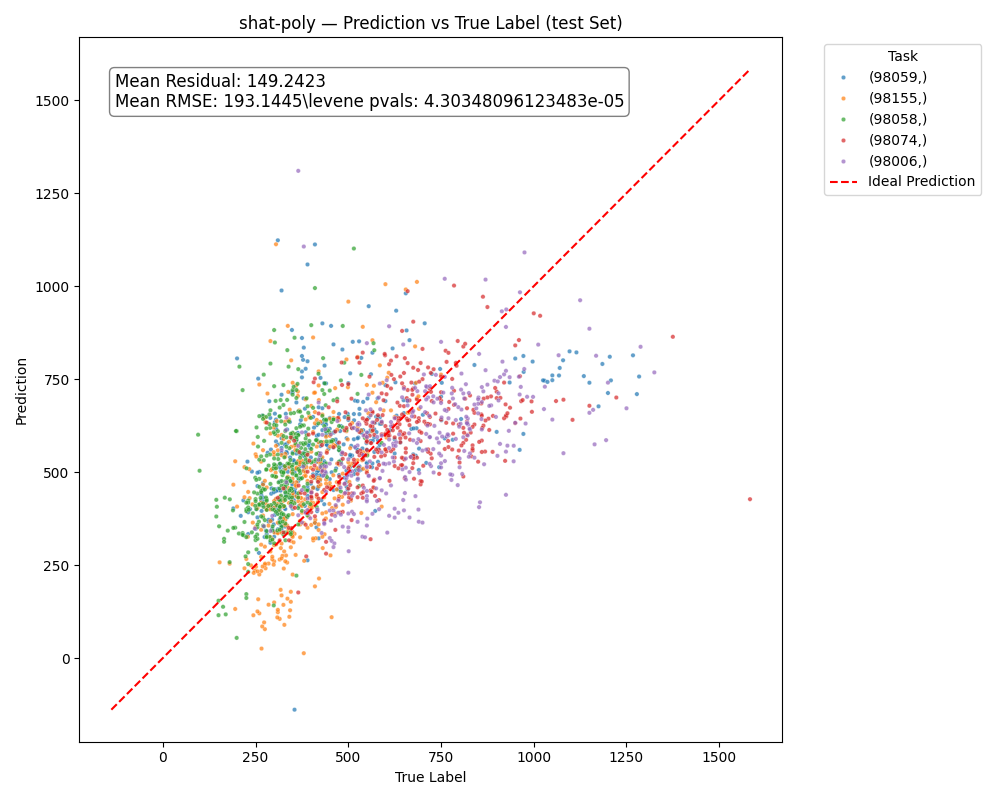 shat-poly — Prediction vs True Label (test Set)
Mean Residual: 149.2423
Mean RMSE: 193.1445\levene pvals: 4.30348096123483e-05
Task
(98059,)
(98155,)
(98058,)
(98074,)
(98006,)
Ideal Prediction
Prediction
1500
1250
1000
750
500
250
0
0
250
500
750
1000
1250
1500
True Label